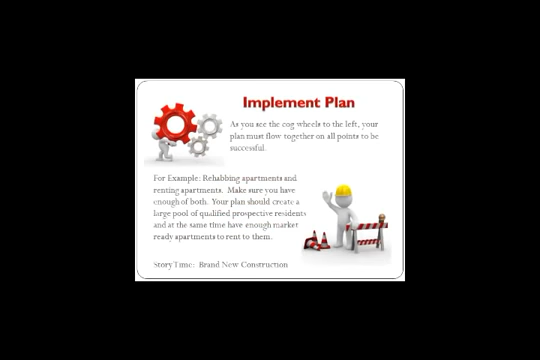 Implement Plan
As you see the cog wheels to the left, your
plan must flow together on all points to be
successful.
For Example: Rehabbing apartments and
renting apartments. Make sure you have
enough of both. Your plan should create a
large pool of qualified prospective residents
and at the same time have enough market
ready apartments to rent to them.
Story Time: Brand New Construction